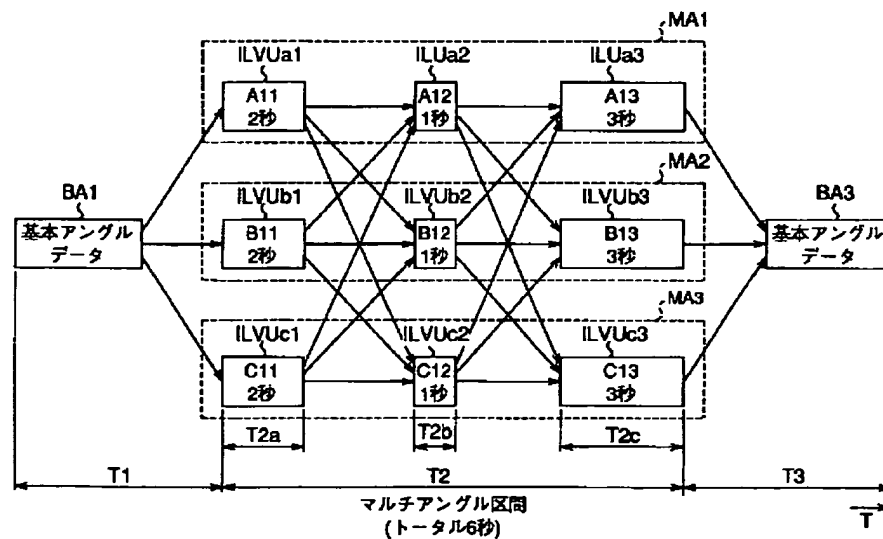 MA1
ILVUa1
ILUa2
ILUa3
A11
2秒
A12
1秒
A13
3秒
MA2
BA1
ILVUb1
ILVUb2
ILVUb3
BA3
基本アングル
データ
B11
2秒
B12
1秒
B13
3秒
基本アングル
データ
MA3
ILVUc1
ILVUc2
ILVUc3
C11
2秒
C12
1秒
C13
3秒
T2a
T2b
T2c
T1
T2
T3
マルチアングル区間
(トータル6秒)
T